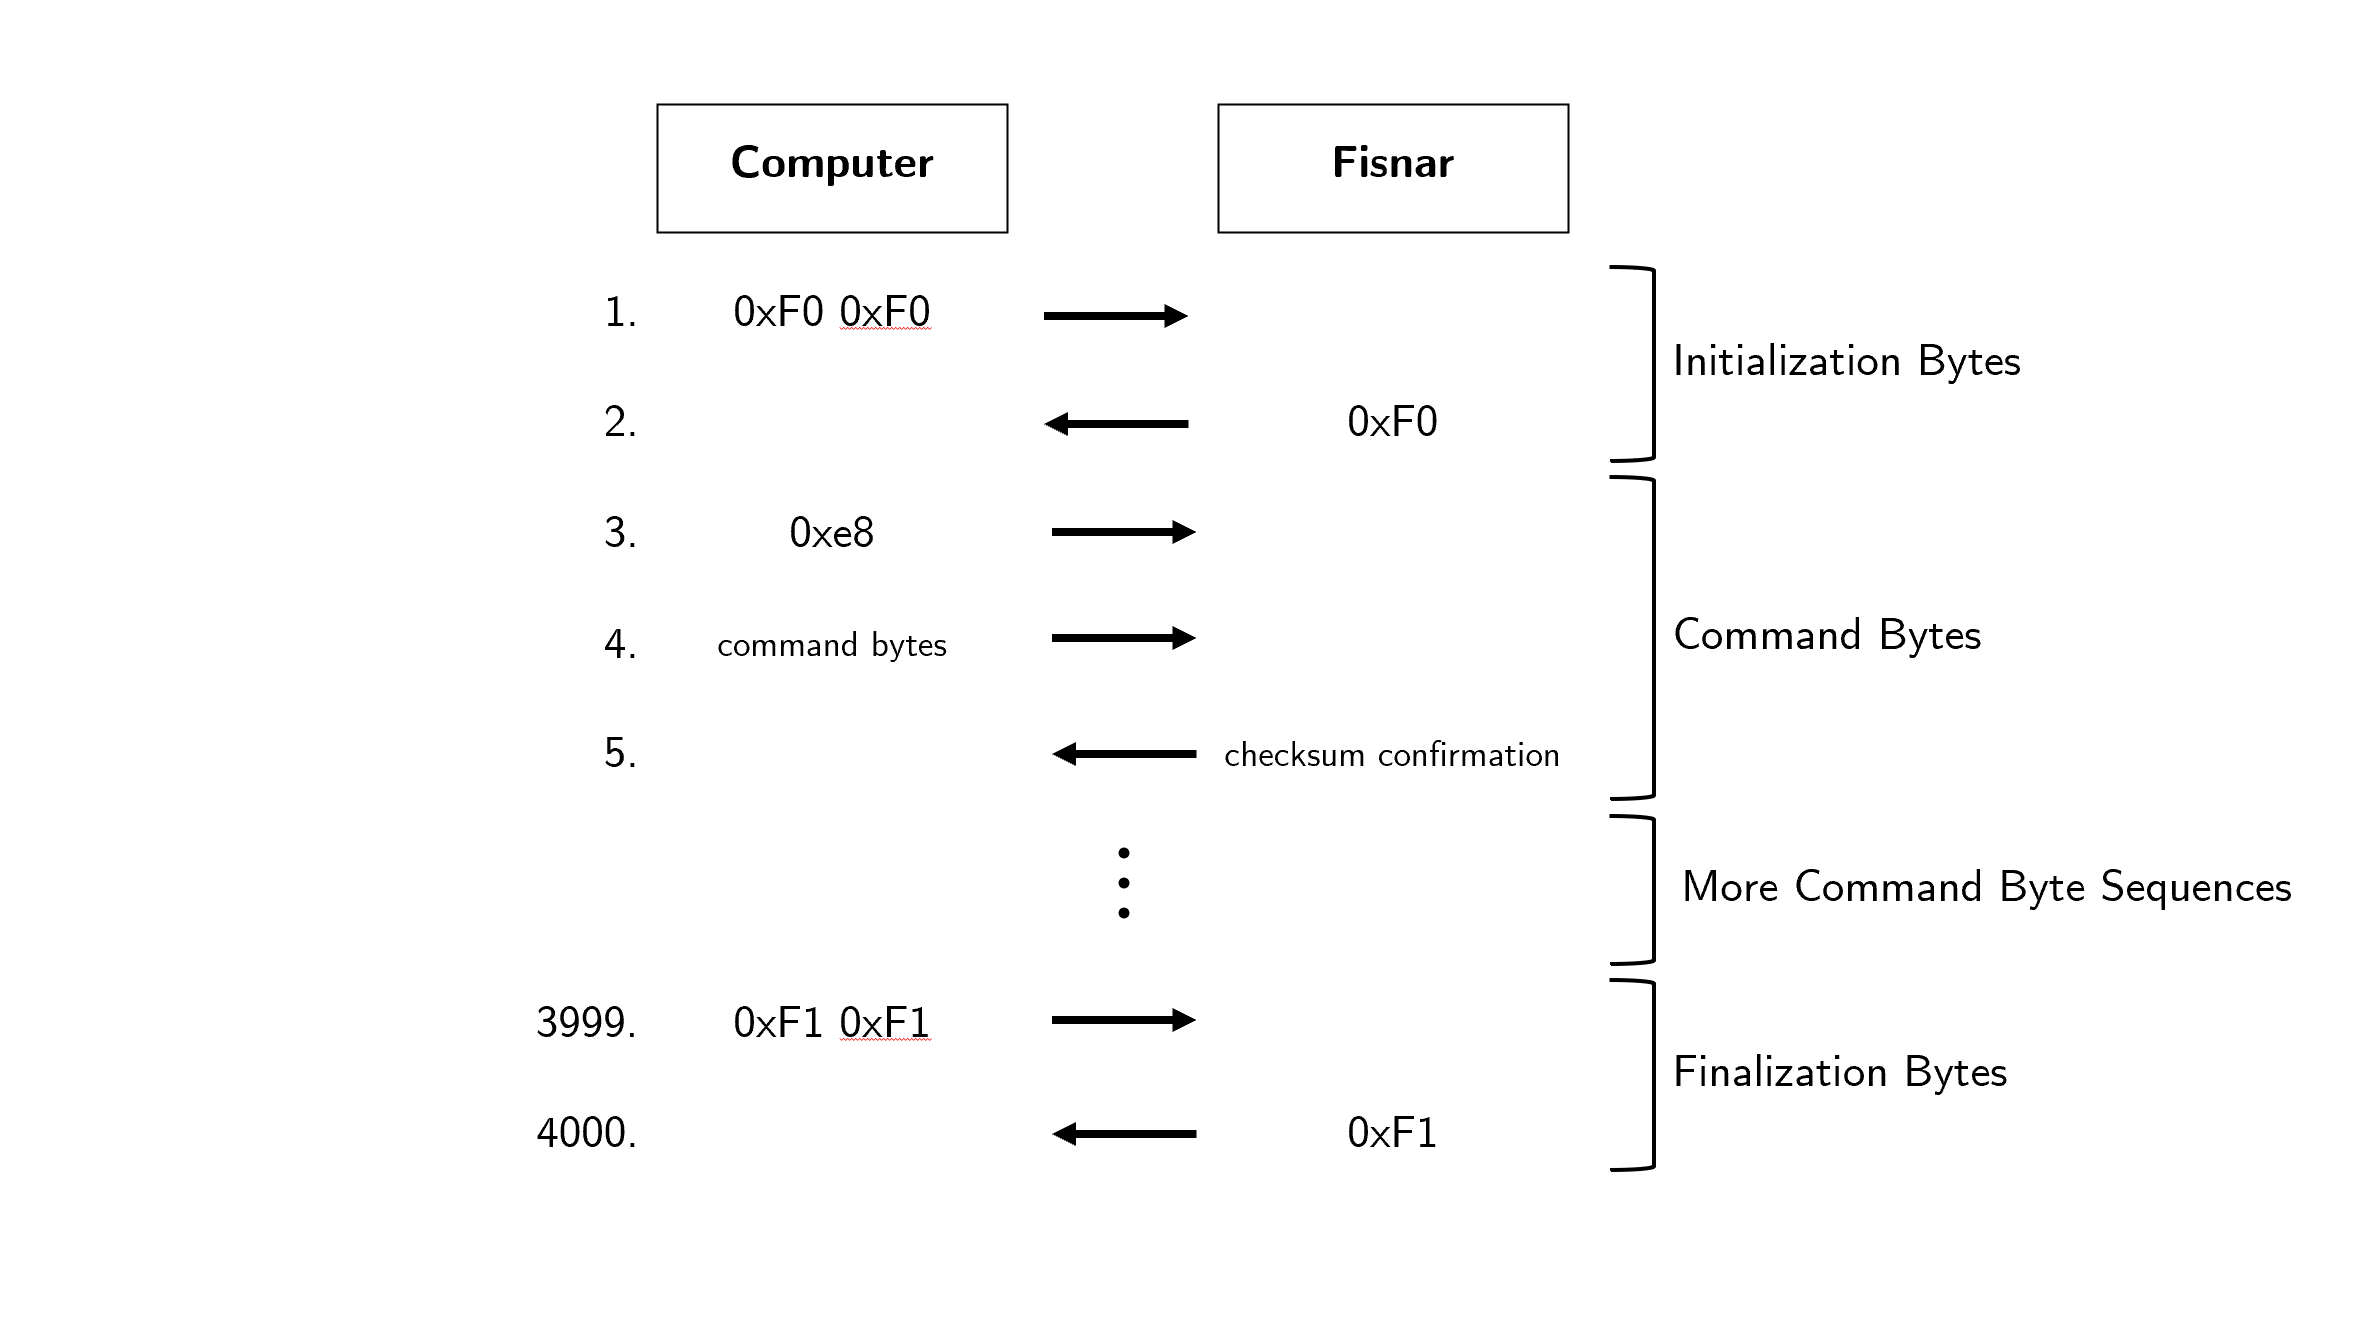 Computer Fisnar
1. 0xF0 0xF0
Initialization Bytes
2. 0xF0
3. 0xe8
4. command bytes
Command Bytes
5. checksum confirmation
More Command Byte Sequences
3999. 0xF1 0xF1
Finalization Bytes
4000. 0xF1